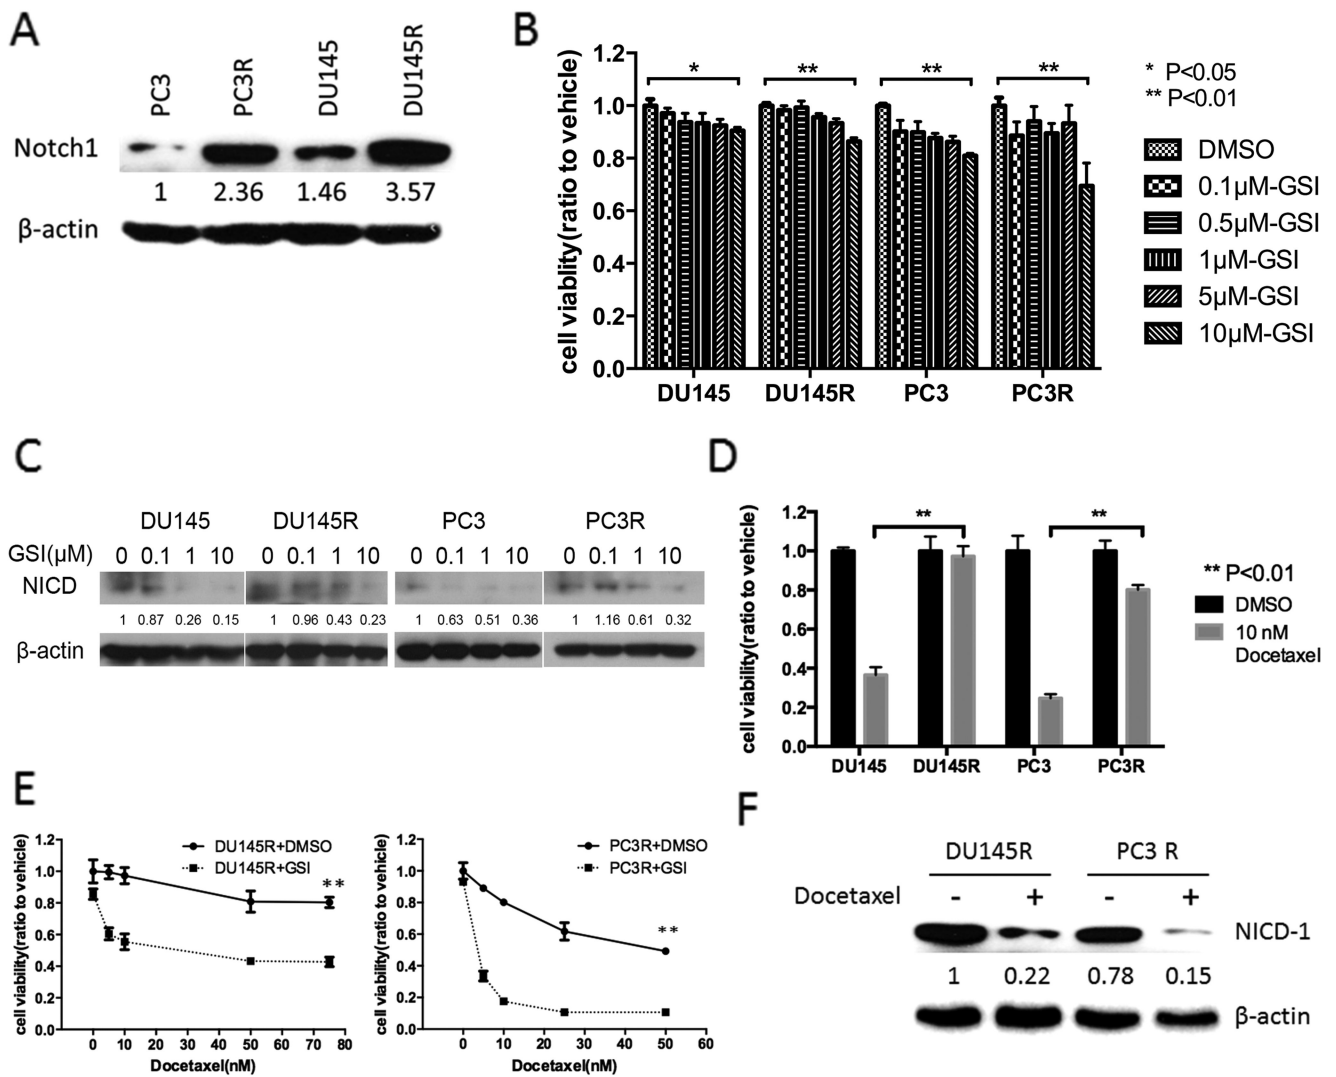 A
PC3
PC3R
DU145
DU145R
Notch1
1 2.36 1.46 3.57
β-actin
B
cell viablity(ratio to vehicle)
1.2
1.0
0.8
0.6
0.4
0.2
0.0
* ** ** **
DU145 DU145R PC3 PC3R
* P<0.05
** P<0.01
DMSO
0.1µM-GSI
0.5µM-GSI
1µM-GSI
5µM-GSI
10µM-GSI
C
DU145 DU145R PC3 PC3R
GSI(µM) 0 0.1 1 10 0 0.1 1 10 0 0.1 1 10 0 0.1 1 10
NICD
1 0.87 0.26 0.15 1 0.96 0.43 0.23 1 0.63 0.51 0.36 1 1.16 0.61 0.32
β-actin
D
cell viability(ratio to vehicle)
1.2
1.0
0.8
0.6
0.4
0.2
0.0
** **
DU145 DU145R PC3 PC3R
** P<0.01
DMSO
10 nM
Docetaxel
E
cell viability(ratio to vehicle)
1.2
1.0
0.8
0.6
0.4
0.2
0.0
DU145R+DMSO
DU145R+GSI
**
0 10 20 30 40 50 60 70 80
Docetaxel(nM)
cell viability(ratio to vehicle)
1.2
1.0
0.8
0.6
0.4
0.2
0.0
PC3R+DMSO
PC3R+GSI
**
0 10 20 30 40 50 60
Docetaxel(nM)
F
DU145R PC3 R
Docetaxel - + - +
NICD-1
1 0.22 0.78 0.15
β-actin